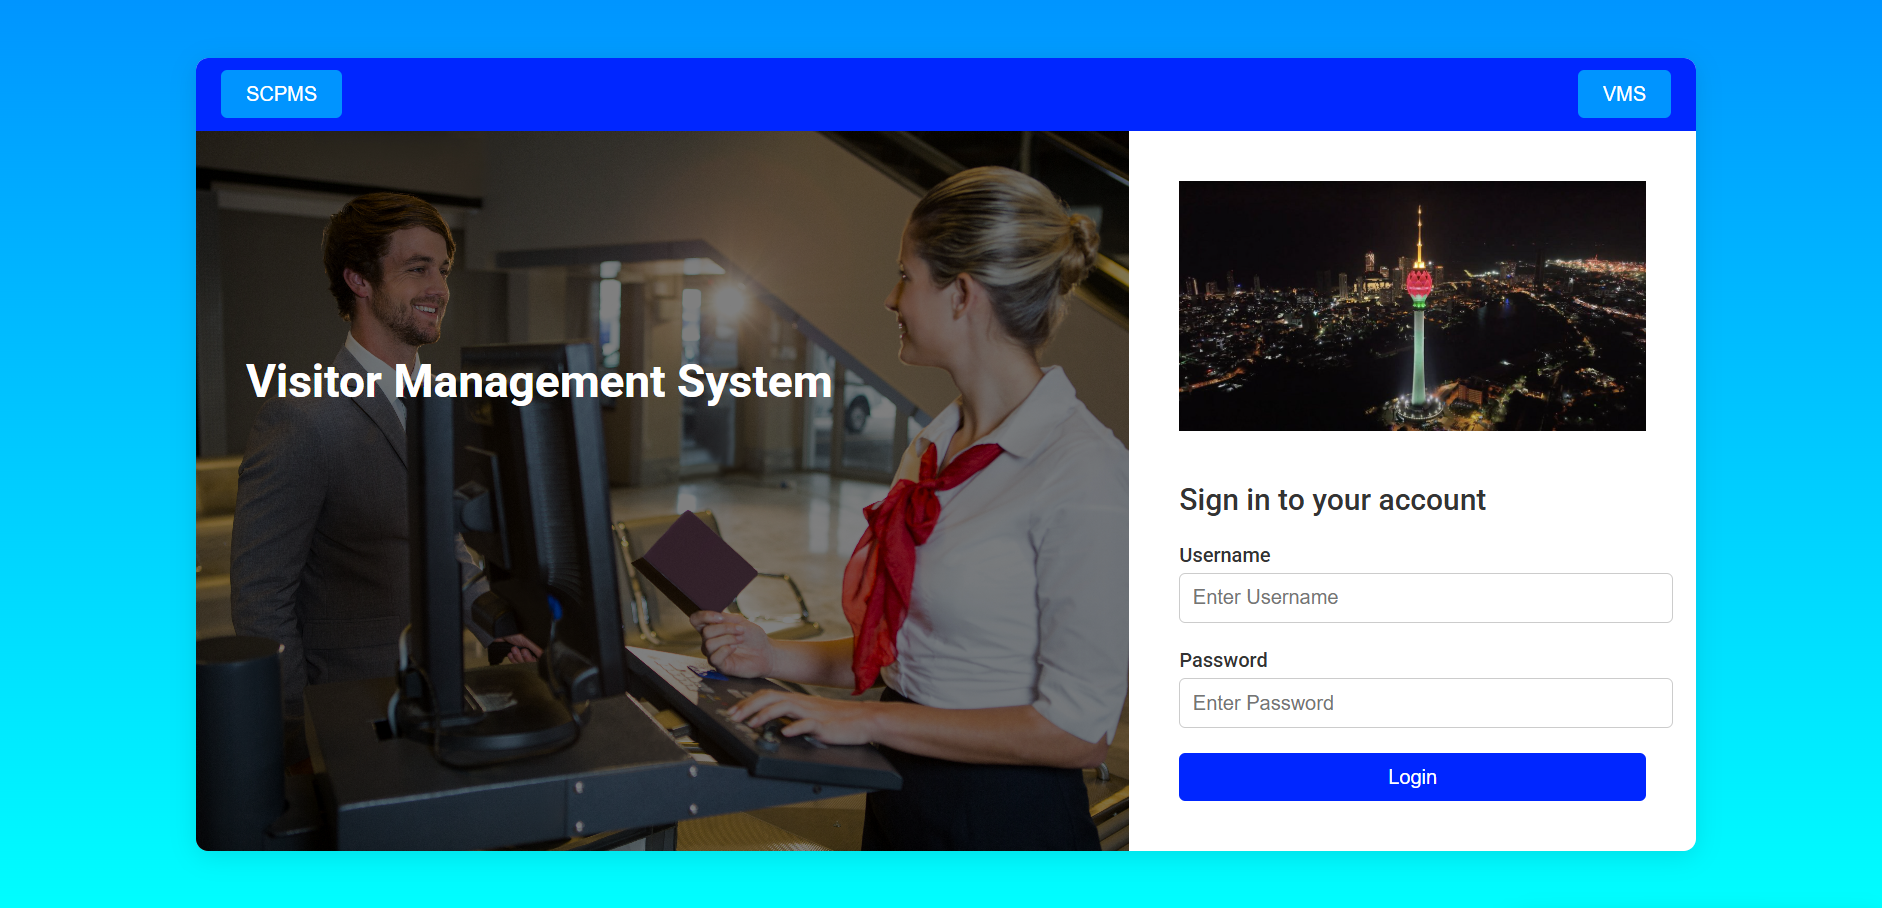 SCPMS
VMS
Visitor Management System
Sign in to your account
Username
Enter Username
Password
Enter Password
Login